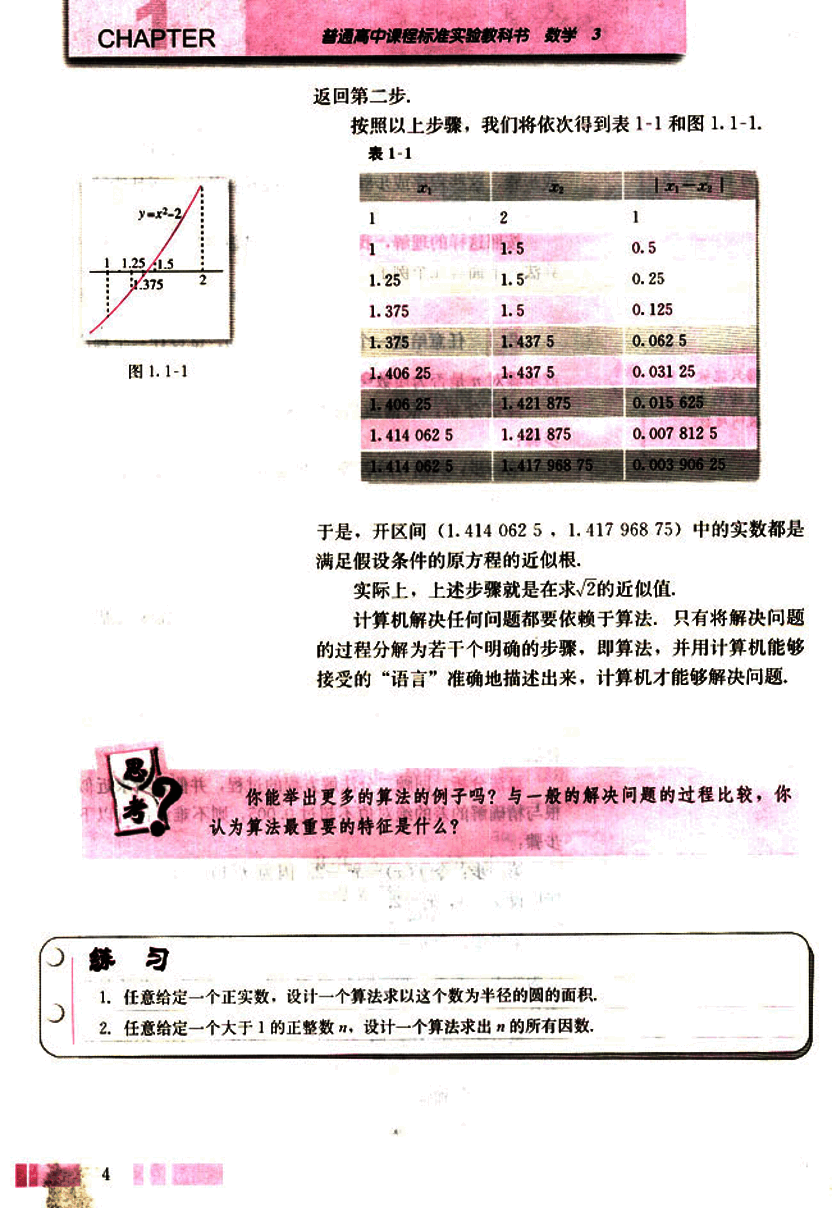 1
CHAPTER
普通高中课程标准实验教科书 数学 3
返回第二步.
按照以上步骤，我们将依次得到表 1-1 和图 1.1-1.
表 1-1
x₁ x₂ |x₁-x₂|
1 2 1
1 1.5 0.5
1.25 1.5 0.25
1.375 1.5 0.125
1.375 1.437 5 0.062 5
1.406 25 1.437 5 0.031 25
1.406 25 1.421 875 0.015 625
1.414 062 5 1.421 875 0.007 812 5
1.414 062 5 1.417 968 75 0.003 906 25
y=x²-2
1 1.25 1.5
1.375 2
图 1.1-1
于是，开区间（1.414 062 5，1.417 968 75）中的实数都是
满足假设条件的原方程的近似根.
实际上，上述步骤就是在求√2的近似值.
计算机解决任何问题都要依赖于算法. 只有将解决问题
的过程分解为若干个明确的步骤，即算法，并用计算机能够
接受的“语言”准确地描述出来，计算机才能够解决问题.
思考？
你能举出更多的算法的例子吗？与一般的解决问题的过程比较，你
认为算法最重要的特征是什么？
练 习
1. 任意给定一个正实数，设计一个算法求以这个数为半径的圆的面积.
2. 任意给定一个大于 1 的正整数 n，设计一个算法求出 n 的所有因数.
4